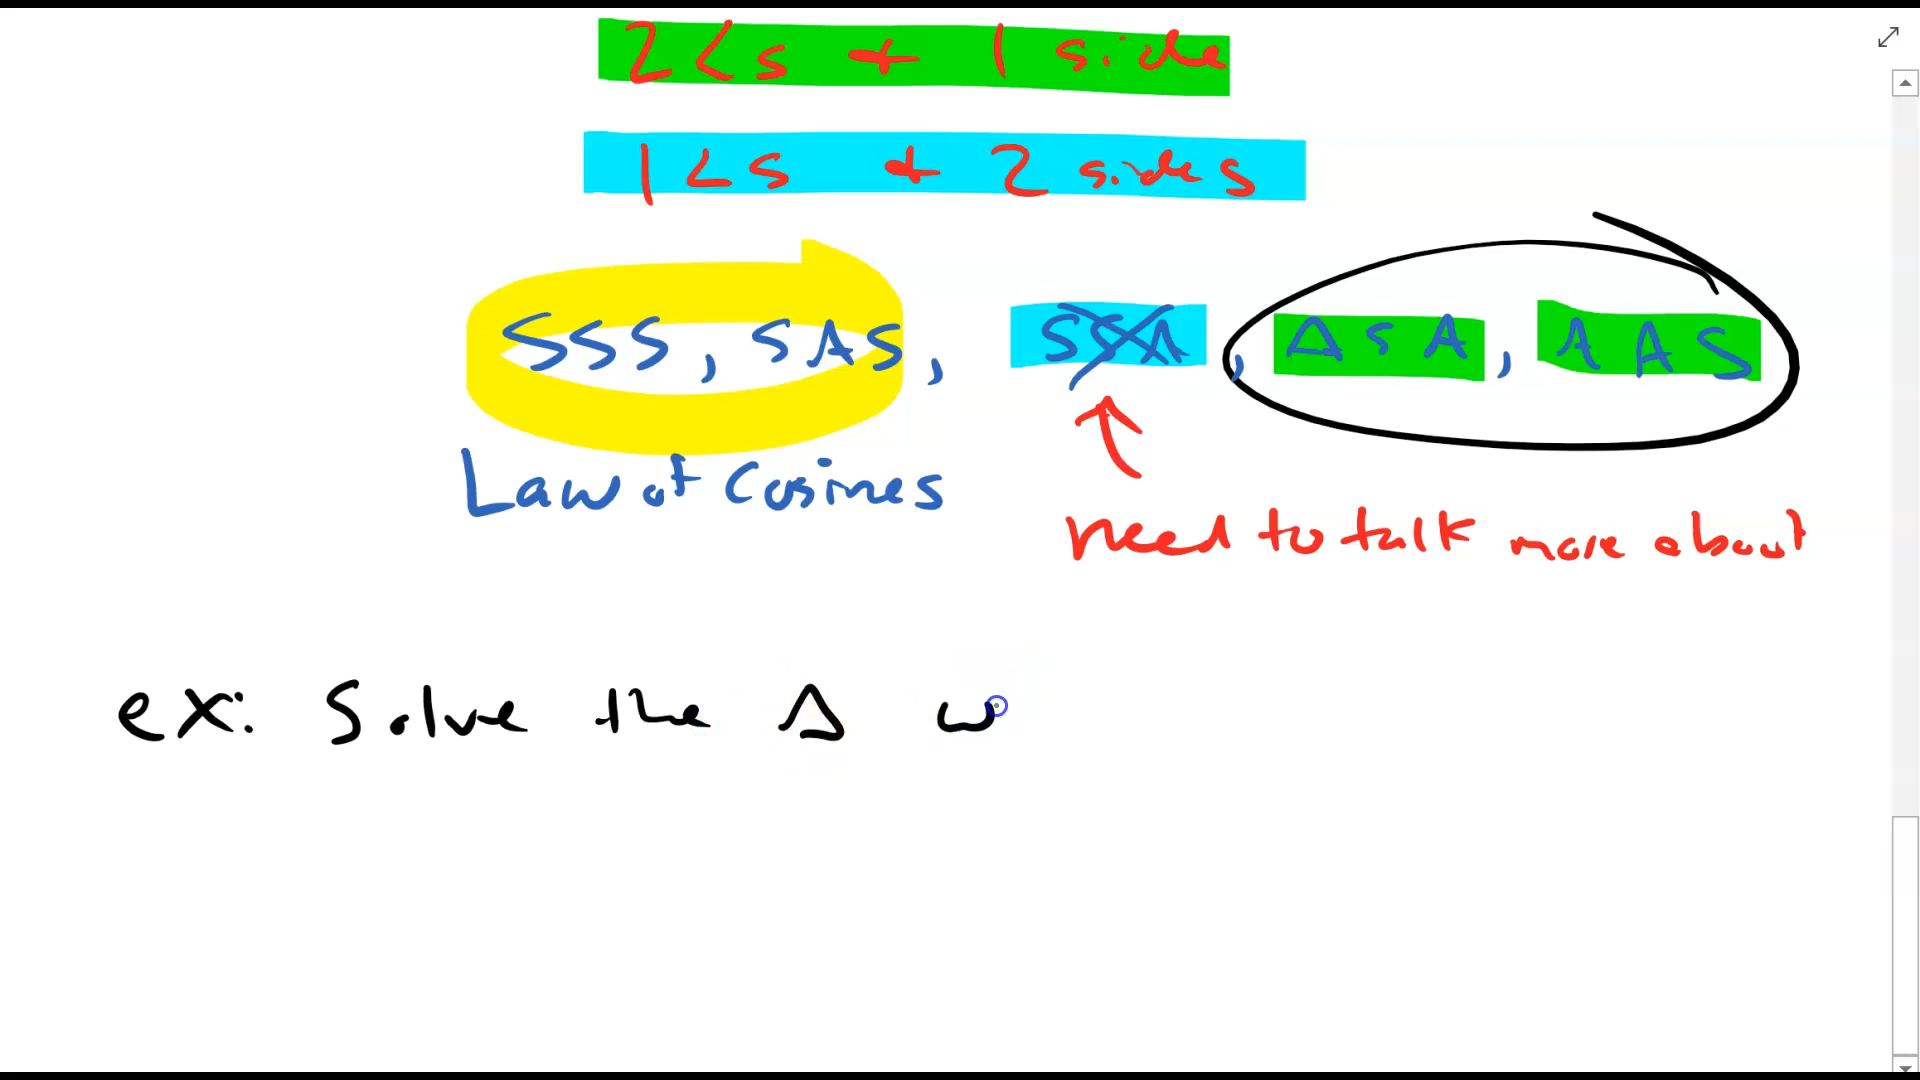 2 <s + 1 side
1 <s + 2 sides
SSS, SAS, SSA, ASA, AAS
Law of Cosines
need to talk more about
ex: Solve the Δ w